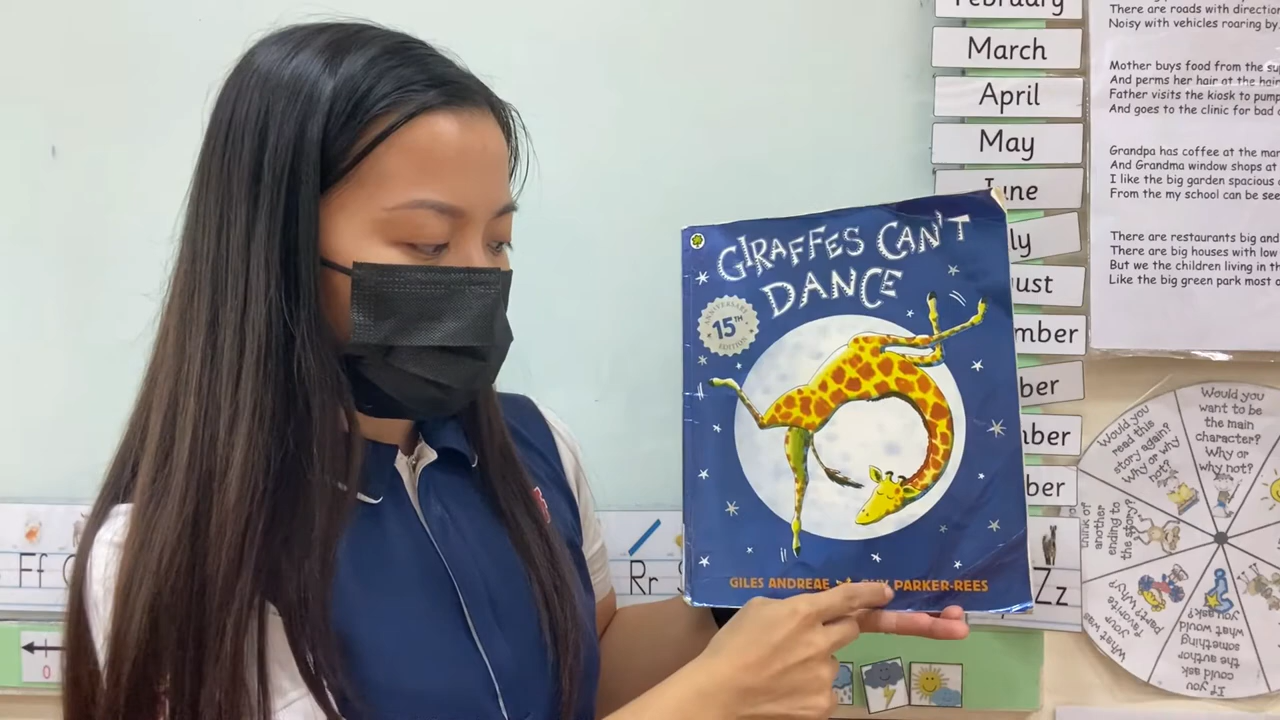 February
March
April
May
June
There are roads with direction
Noisy with vehicles roaring by.
Mother buys food from the
And perms her hair at the
Father visits the kiosk to pump
And goes to the clinic for bad
Grandpa has coffee at the
And Grandma window shops at
I like the big garden spacious
From the my school can be
There are restaurants big and
There are big houses with low
But we the children living in
Like the big green park most
GIRAFFES CAN'T
DANCE
ANNIVERSARY
15TH
EDITION
GILES ANDREAE
PARKER-REES
ly
ust
mber
ber
mber
ber
Ff
Rr
Zz
0
Would you
want to be
the main
character?
Why or
why not?
Would you
read this
story again?
Why or why
not?
think of
another
ending to
the story?
What was
your
favorite
part? Why?
If you
could ask
the author
something
what would
you ask?